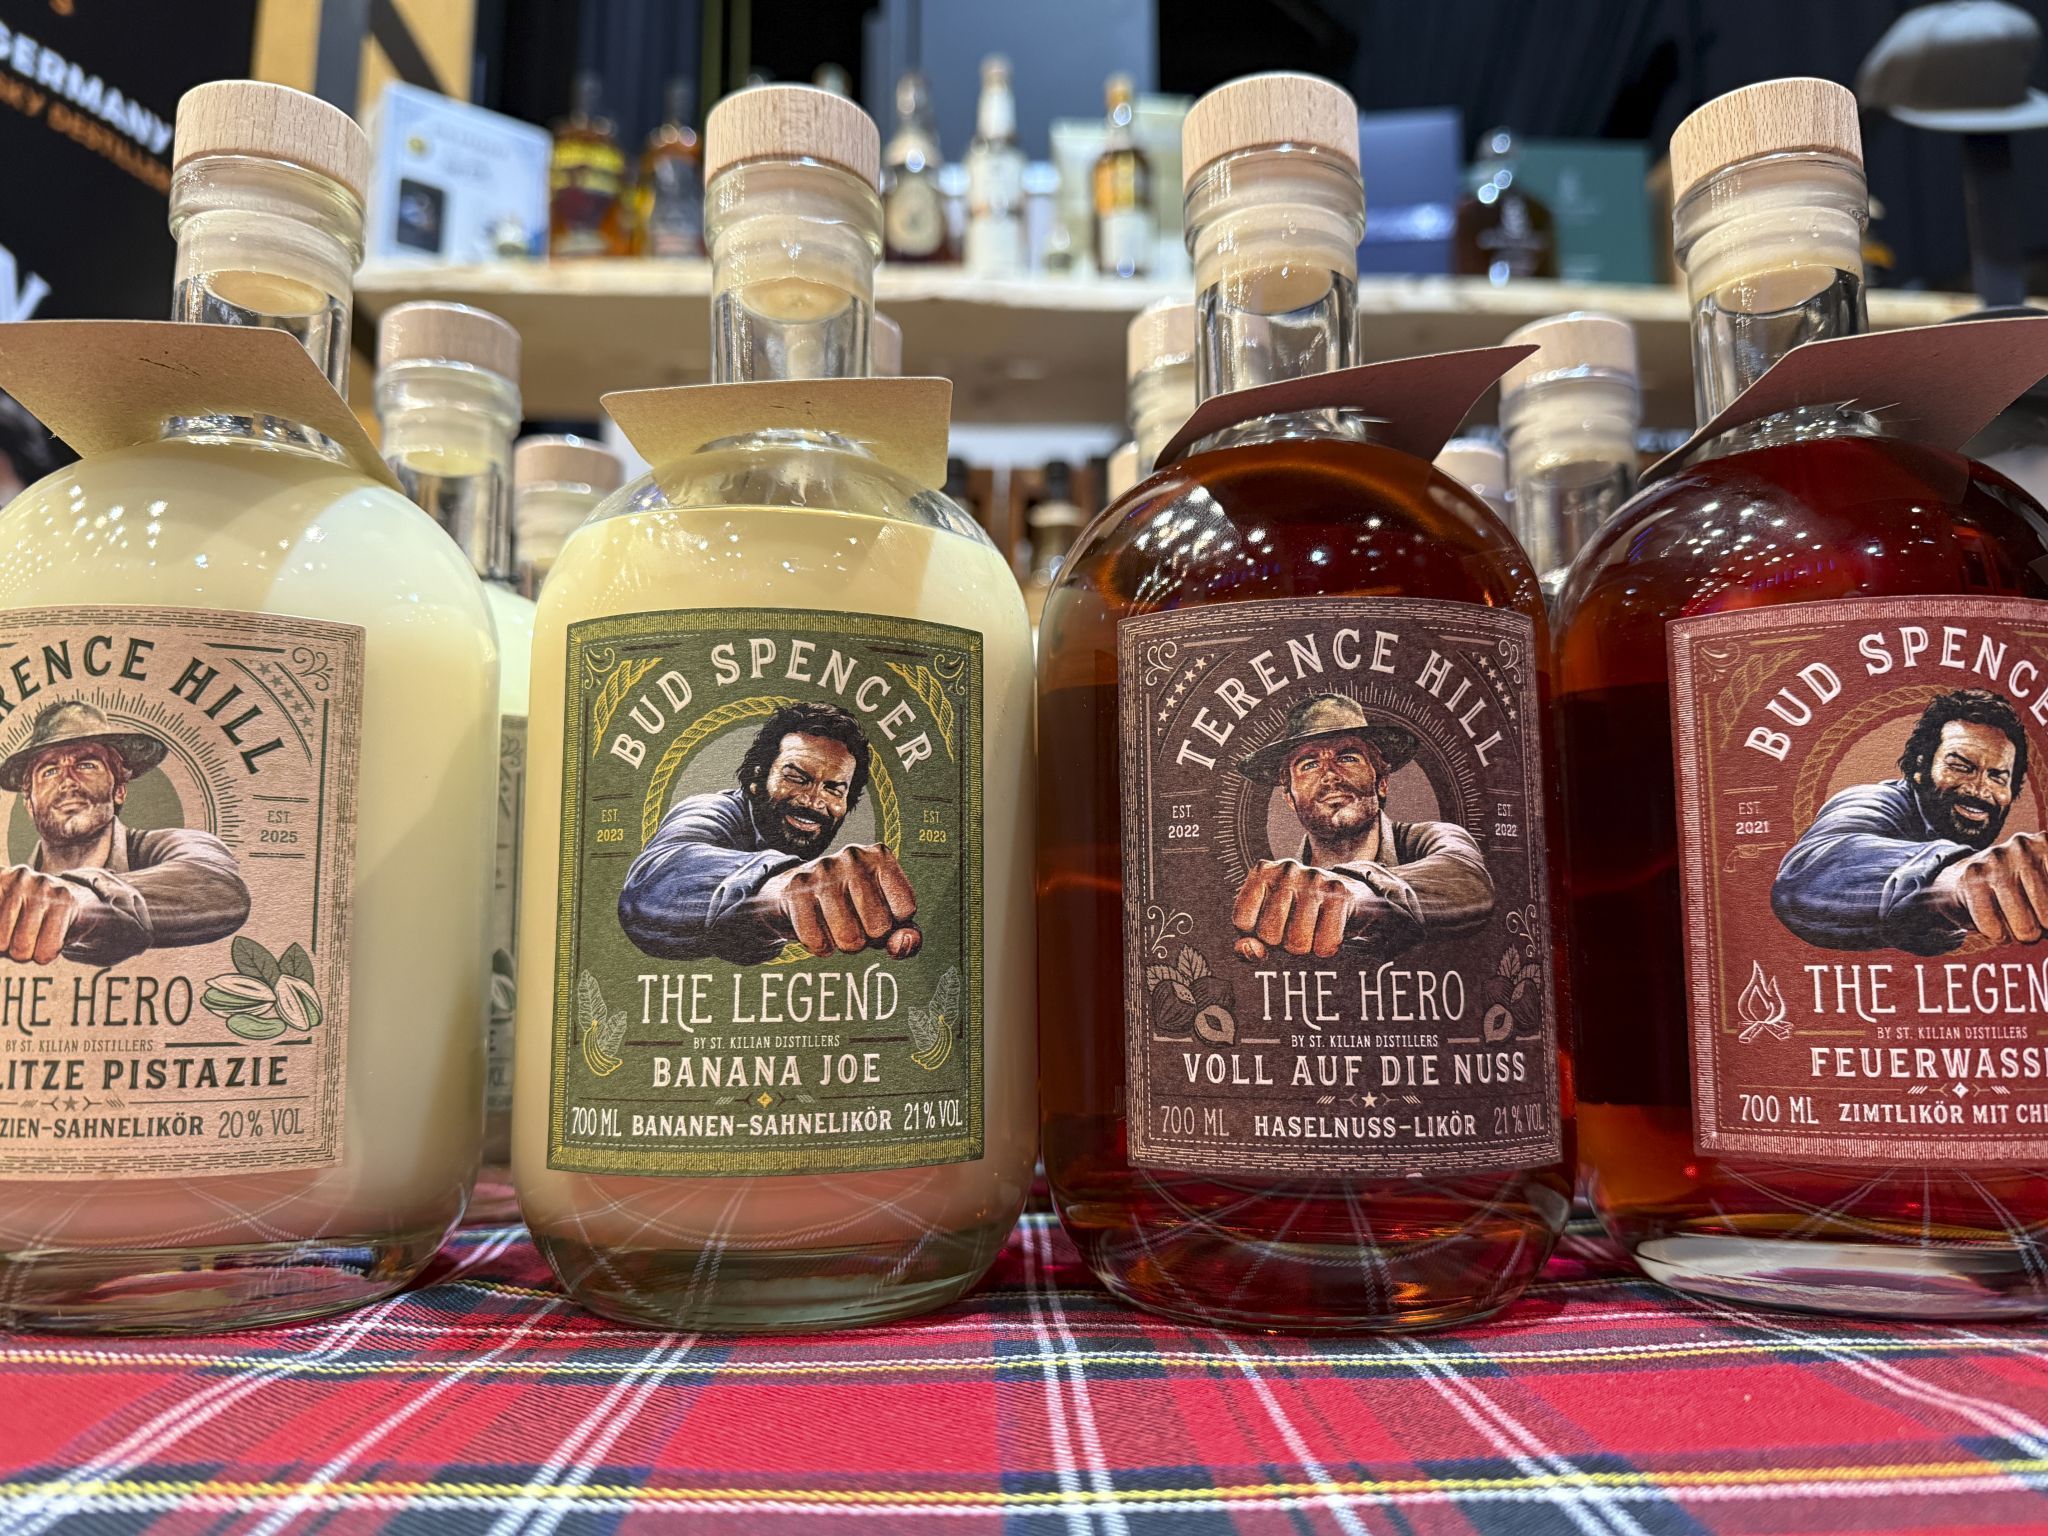 GERMANY
RENCE HILL
EST.
2025
THE HERO
BY ST. KILIAN DISTILLERS
LITZE PISTAZIE
ZIEN-SAHNELIKÖR 20 % VOL
BUD SPENCER
EST.
2023
EST.
2023
THE LEGEND
BY ST. KILIAN DISTILLERS
BANANA JOE
700 ML BANANEN-SAHNELIKÖR 21 % VOL
TERENCE HILL
EST.
2022
EST.
2022
THE HERO
BY ST. KILIAN DISTILLERS
VOLL AUF DIE NUSS
700 ML HASELNUSS-LIKÖR 21 % VOL
BUD SPENCE
EST.
2021
THE LEGEN
BY ST. KILIAN DISTILLERS
FEUERWASS
700 ML ZIMTLIKÖR MIT CHI